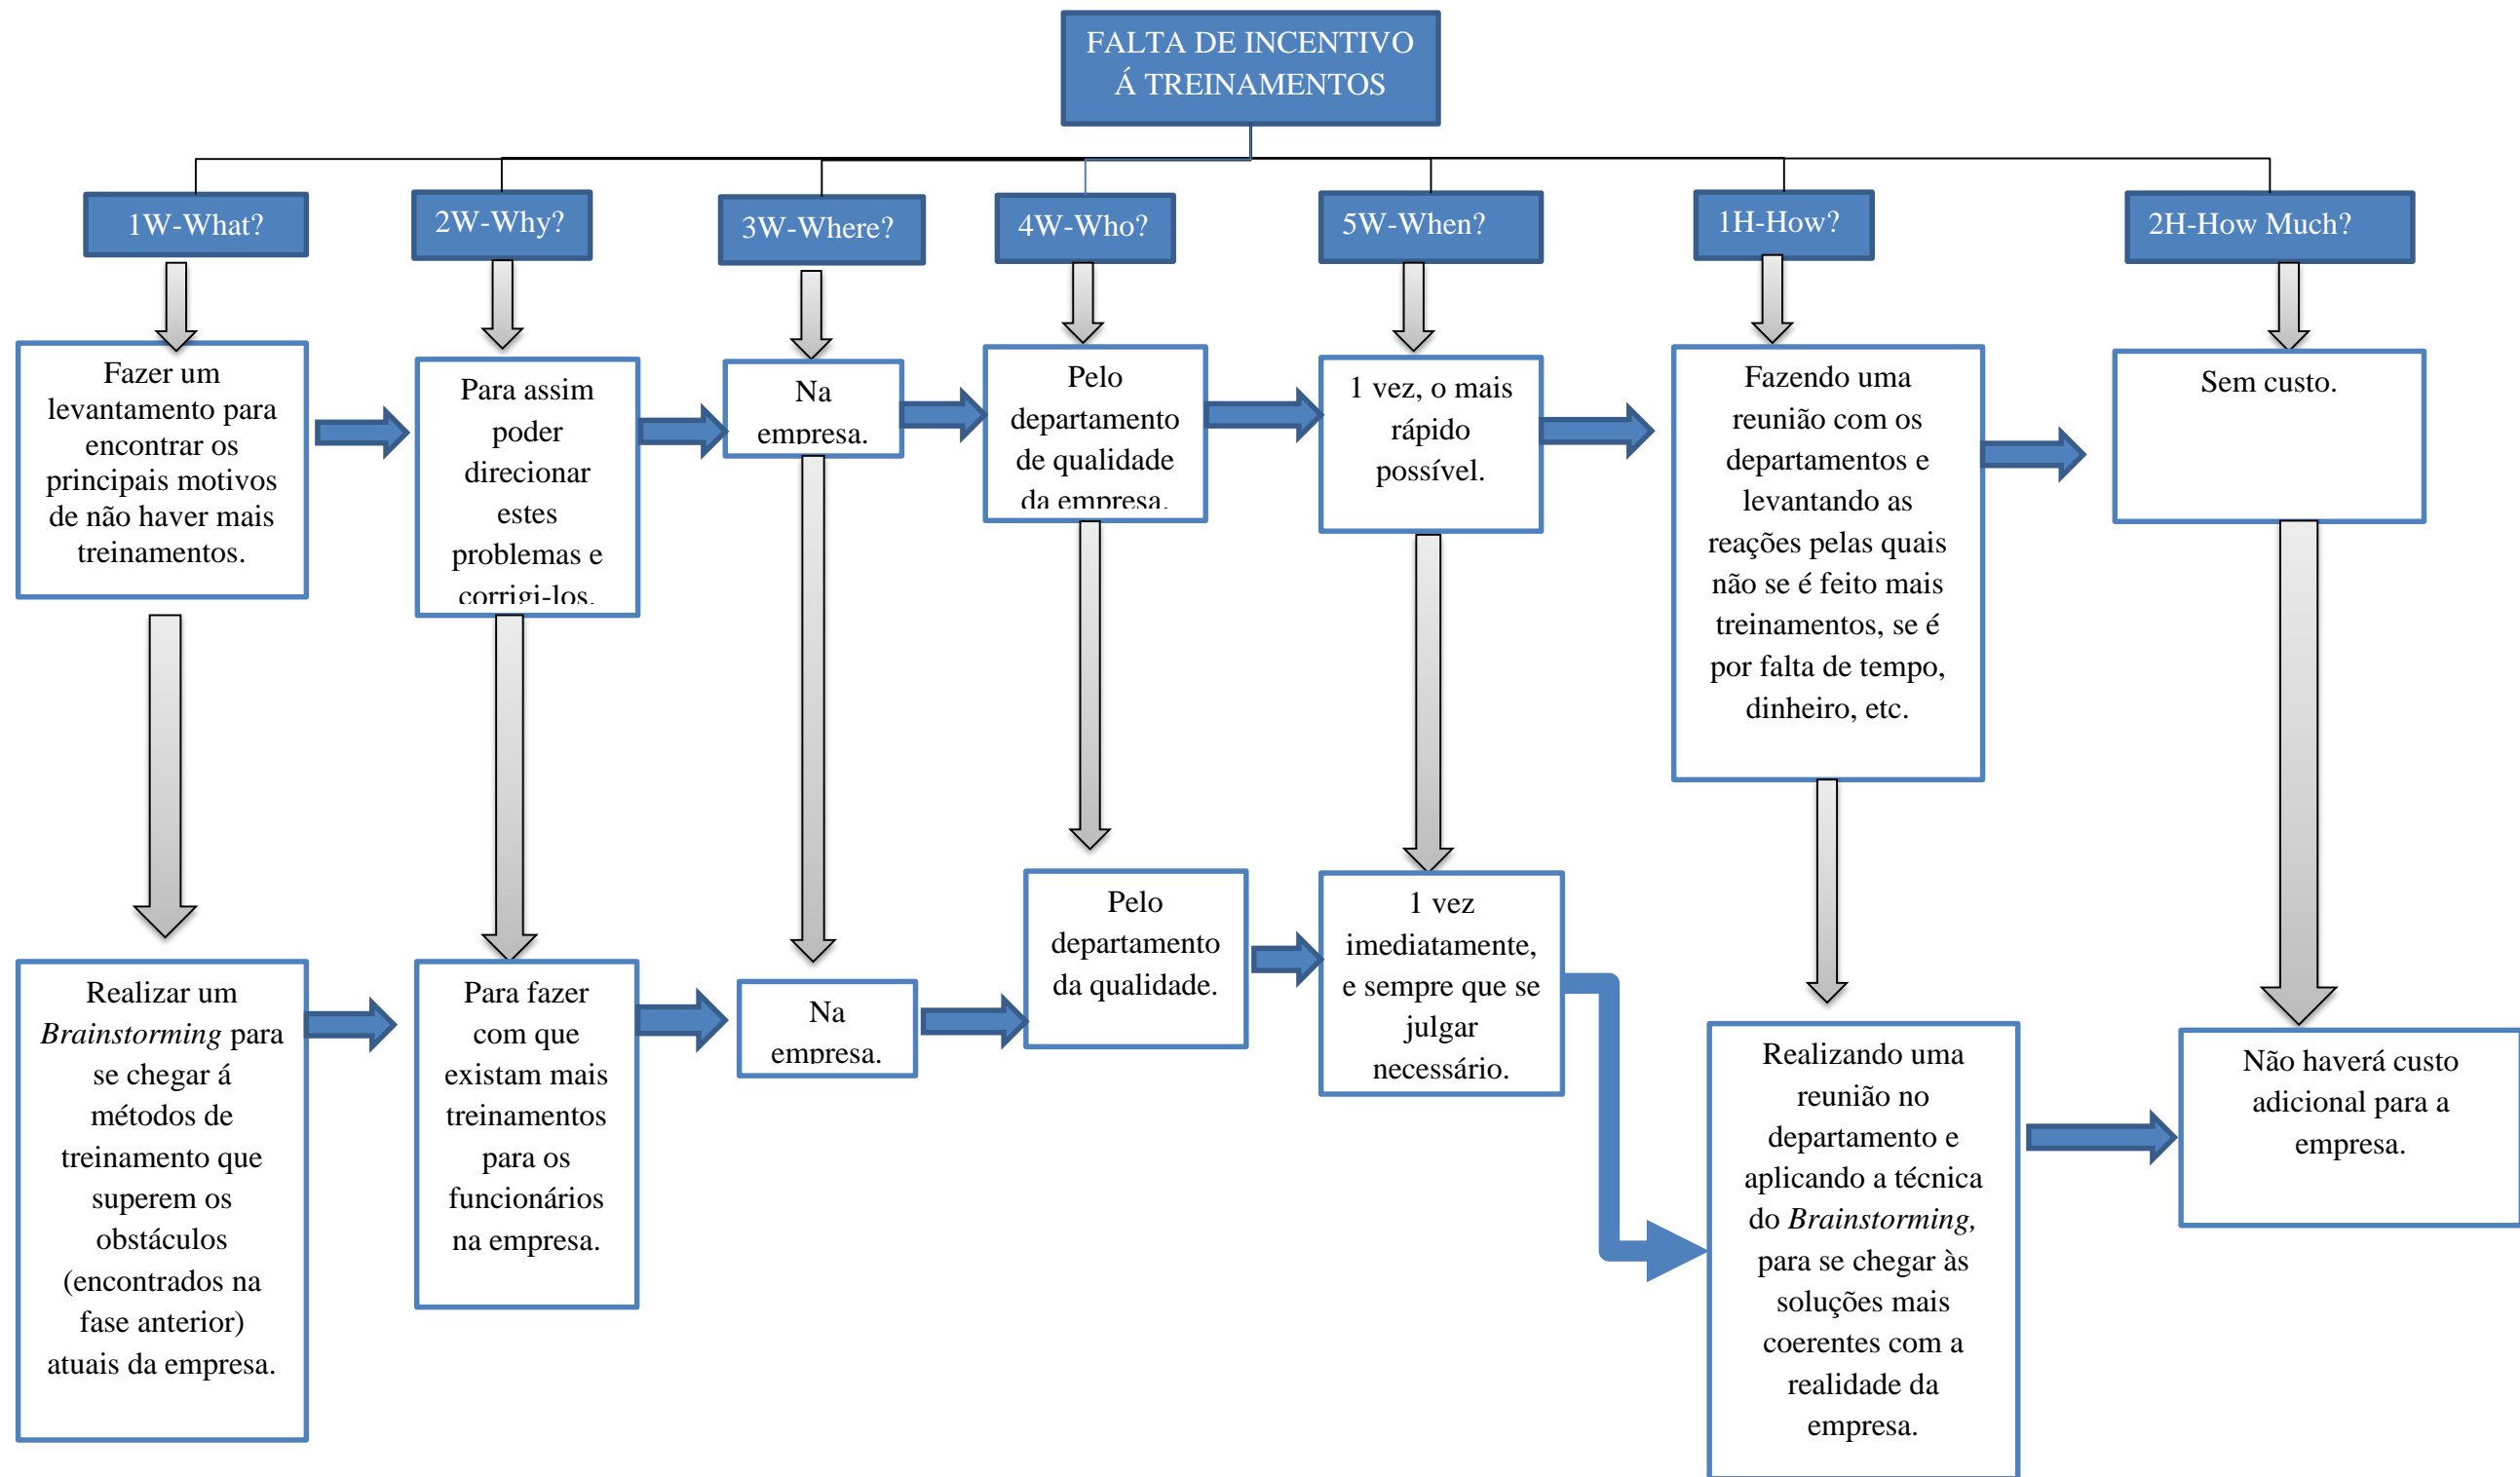 FALTA DE INCENTIVO
Á TREINAMENTOS
1W-What?
2W-Why?
3W-Where?
4W-Who?
5W-When?
1H-How?
2H-How Much?
Fazer um
levantamento para
encontrar os
principais motivos
de não haver mais
treinamentos.
Para assim
poder
direcionar
estes
problemas e
corrigi-los.
Na
empresa.
Pelo
departamento
de qualidade
da empresa.
1 vez, o mais
rápido
possível.
Fazendo uma
reunião com os
departamentos e
levantando as
reações pelas quais
não se é feito mais
treinamentos, se é
por falta de tempo,
dinheiro, etc.
Sem custo.
Realizar um
Brainstorming para
se chegar á
métodos de
treinamento que
superem os
obstáculos
(encontrados na
fase anterior)
atuais da empresa.
Para fazer
com que
existam mais
treinamentos
para os
funcionários
na empresa.
Na
empresa.
Pelo
departamento
da qualidade.
1 vez
imediatamente,
e sempre que se
julgar
necessário.
Realizando uma
reunião no
departamento e
aplicando a técnica
do Brainstorming,
para se chegar às
soluções mais
coerentes com a
realidade da
empresa.
Não haverá custo
adicional para a
empresa.